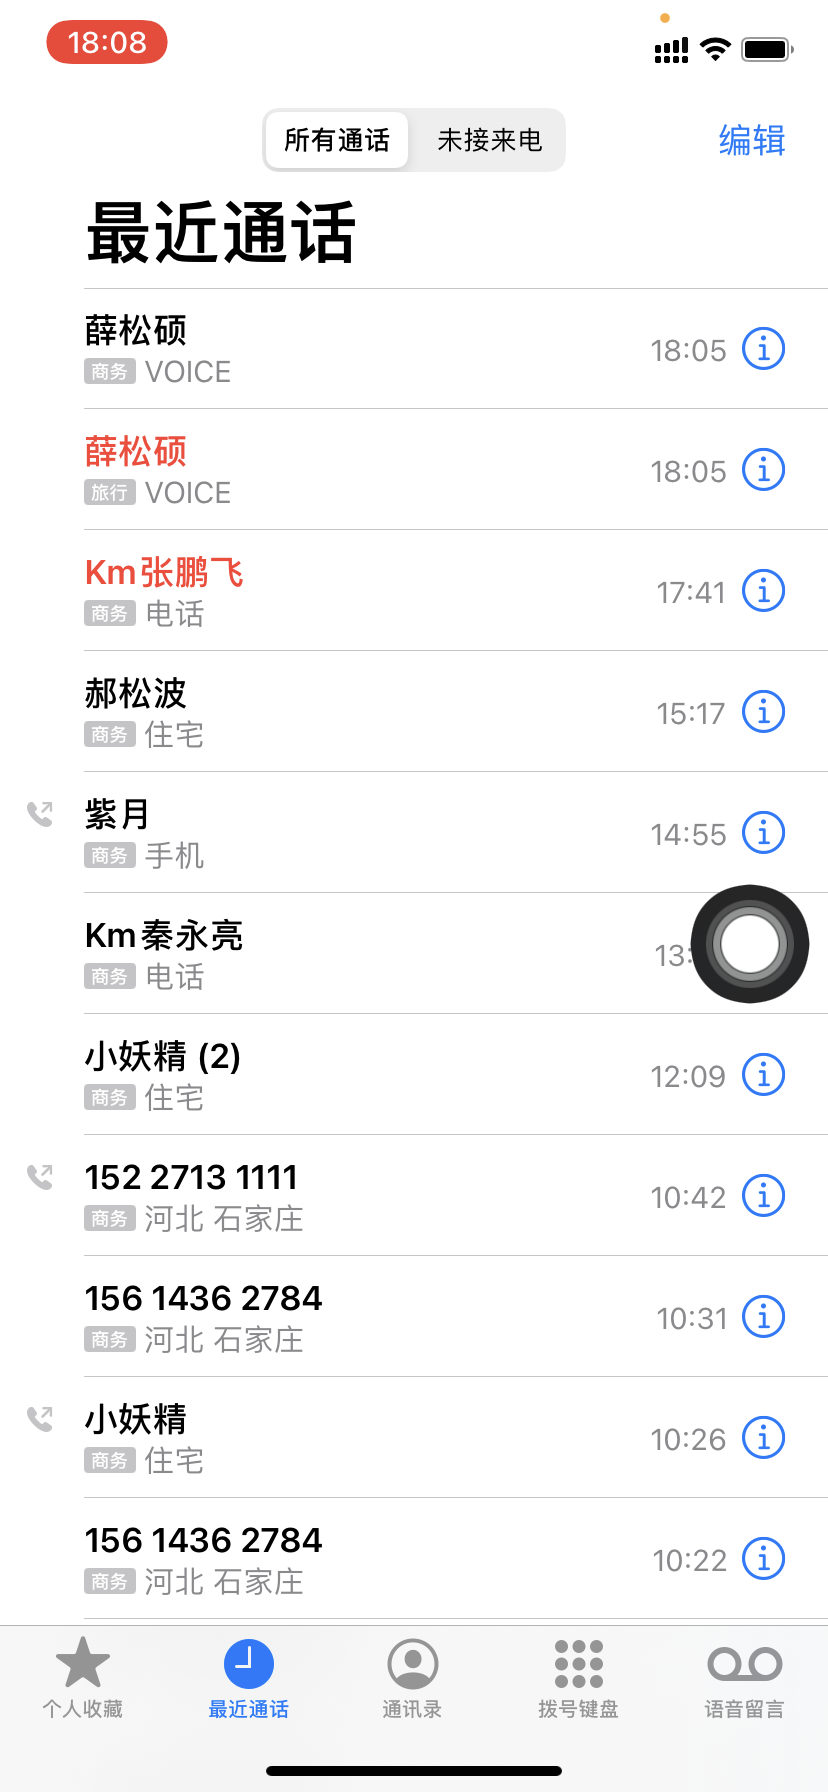 18:08
所有通话 未接来电 编辑
最近通话
薛松硕 18:05
商务 VOICE
薛松硕 18:05
旅行 VOICE
Km张鹏飞 17:41
商务 电话
郝松波 15:17
商务 住宅
紫月 14:55
商务 手机
Km秦永亮 13:
商务 电话
小妖精 (2) 12:09
商务 住宅
152 2713 1111 10:42
商务 河北 石家庄
156 1436 2784 10:31
商务 河北 石家庄
小妖精 10:26
商务 住宅
156 1436 2784 10:22
商务 河北 石家庄
个人收藏 最近通话 通讯录 拨号键盘 语音留言